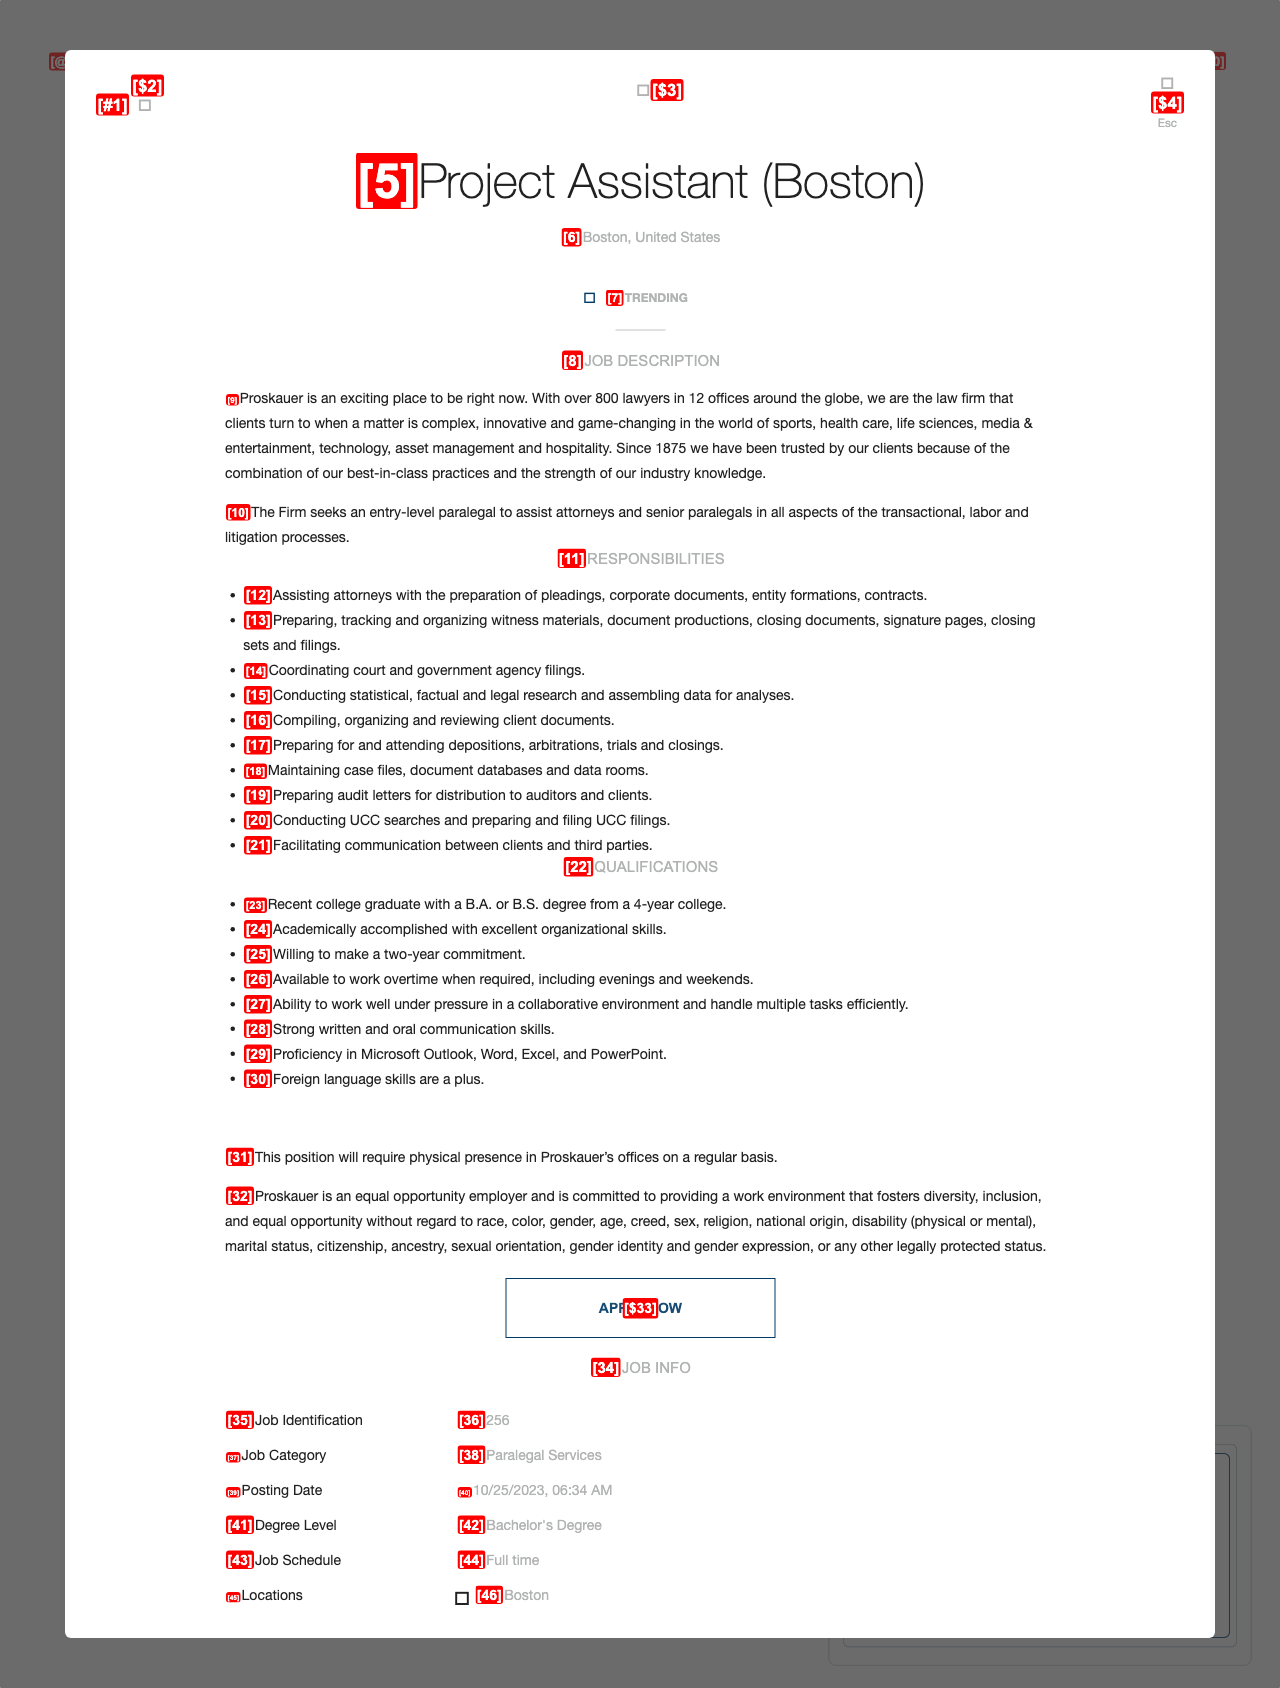 [$2]
[#1]
[$3]
[$4]
Esc
[5]Project Assistant (Boston)
[6]Boston, United States
[7]TRENDING
[8]JOB DESCRIPTION
[9]Proskauer is an exciting place to be right now. With over 800 lawyers in 12 offices around the globe, we are the law firm that
clients turn to when a matter is complex, innovative and game-changing in the world of sports, health care, life sciences, media &
entertainment, technology, asset management and hospitality. Since 1875 we have been trusted by our clients because of the
combination of our best-in-class practices and the strength of our industry knowledge.
[10]The Firm seeks an entry-level paralegal to assist attorneys and senior paralegals in all aspects of the transactional, labor and
litigation processes.
[11]RESPONSIBILITIES
• [12]Assisting attorneys with the preparation of pleadings, corporate documents, entity formations, contracts.
• [13]Preparing, tracking and organizing witness materials, document productions, closing documents, signature pages, closing
sets and filings.
• [14]Coordinating court and government agency filings.
• [15]Conducting statistical, factual and legal research and assembling data for analyses.
• [16]Compiling, organizing and reviewing client documents.
• [17]Preparing for and attending depositions, arbitrations, trials and closings.
• [18]Maintaining case files, document databases and data rooms.
• [19]Preparing audit letters for distribution to auditors and clients.
• [20]Conducting UCC searches and preparing and filing UCC filings.
• [21]Facilitating communication between clients and third parties.
[22]QUALIFICATIONS
• [23]Recent college graduate with a B.A. or B.S. degree from a 4-year college.
• [24]Academically accomplished with excellent organizational skills.
• [25]Willing to make a two-year commitment.
• [26]Available to work overtime when required, including evenings and weekends.
• [27]Ability to work well under pressure in a collaborative environment and handle multiple tasks efficiently.
• [28]Strong written and oral communication skills.
• [29]Proficiency in Microsoft Outlook, Word, Excel, and PowerPoint.
• [30]Foreign language skills are a plus.
[31]This position will require physical presence in Proskauer’s offices on a regular basis.
[32]Proskauer is an equal opportunity employer and is committed to providing a work environment that fosters diversity, inclusion,
and equal opportunity without regard to race, color, gender, age, creed, sex, religion, national origin, disability (physical or mental),
marital status, citizenship, ancestry, sexual orientation, gender identity and gender expression, or any other legally protected status.
[$33]
[34]JOB INFO
[35]Job Identification [36]256
[37]Job Category [38]Paralegal Services
[39]Posting Date [40]10/25/2023, 06:34 AM
[41]Degree Level [42]Bachelor's Degree
[43]Job Schedule [44]Full time
[45]Locations [46]Boston